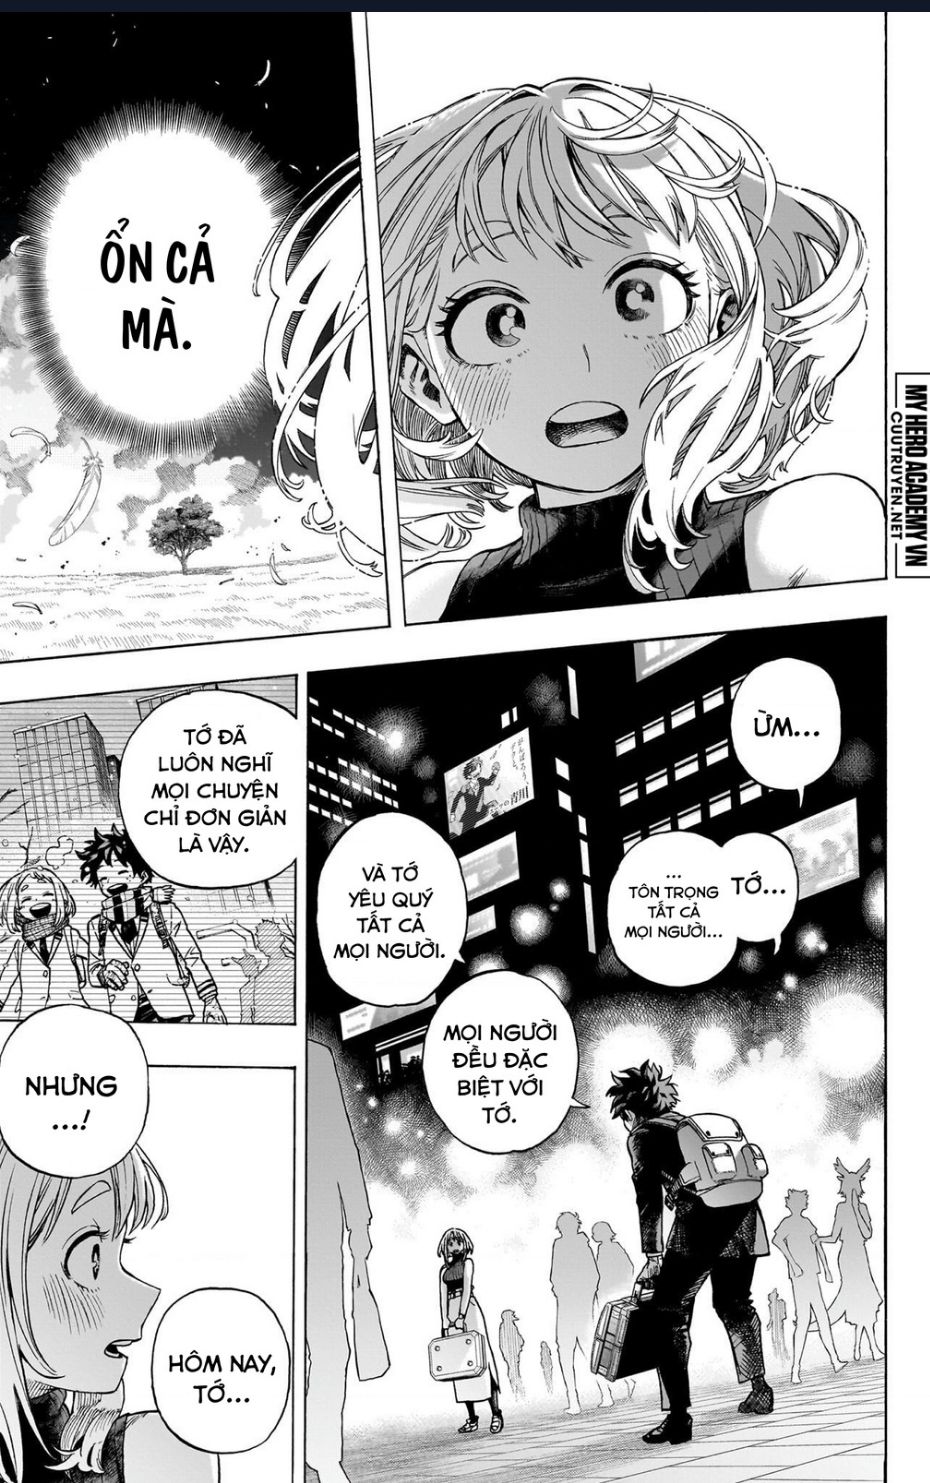 ỔN CẢ
MÀ.
MY HERO ACADEMY VN
CUUTRUYEN.NET
ỪM...
TỚ...
...
TÔN TRỌNG
TẤT CẢ
MỌI NGƯỜI...
VÀ TỚ
YÊU QUÝ
TẤT CẢ
MỌI NGƯỜI.
MỌI NGƯỜI
ĐỀU ĐẶC
BIỆT VỚI
TỚ.
TỚ ĐÃ
LUÔN NGHĨ
MỌI CHUYỆN
CHỈ ĐƠN GIẢN
LÀ VẬY.
NHƯNG
...!
HÔM NAY,
TỚ...